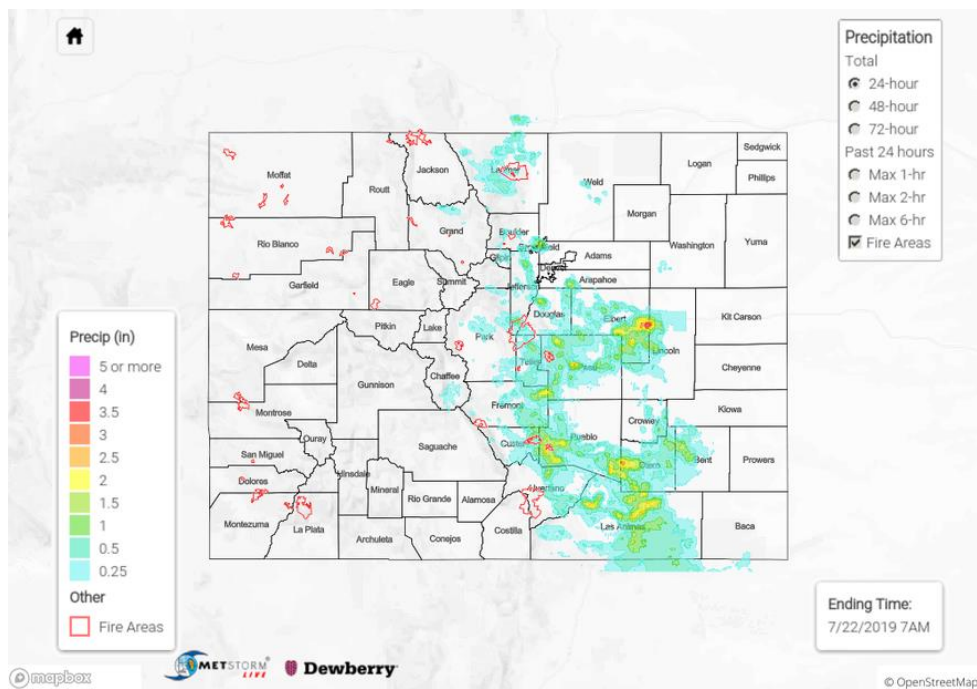 Precipitation
Total
24-hour
48-hour
72-hour
Past 24 hours
Max 1-hr
Max 2-hr
Max 6-hr
Fire Areas
Sedgwick
Logan
Phillips
Moffat
Jackson
Larimer
Weld
Routt
Morgan
Grand
Boulder
Washington
Yuma
Rio Blanco
Gilpin
Adams
Denver
Garfield
Eagle
Summit
Jefferson
Arapahoe
Pitkin
Lake
Douglas
Elbert
Kit Carson
Mesa
Park
Lincoln
Delta
Chaffee
Teller
Cheyenne
Gunnison
Fremont
Kiowa
Montrose
Crowley
Ouray
Saguache
Custer
Pueblo
San Miguel
Otero
Bent
Prowers
Hinsdale
Dolores
Mineral
Rio Grande
Alamosa
Huerfano
Montezuma
La Plata
Costilla
Las Animas
Baca
Archuleta
Conejos
Precip (in)
5 or more
4
3.5
3
2.5
2
1.5
1
0.5
0.25
Other
Fire Areas
Ending Time:
7/22/2019 7AM
METSTORM®
LIVE
Dewberry
mapbox
© OpenStreetMap